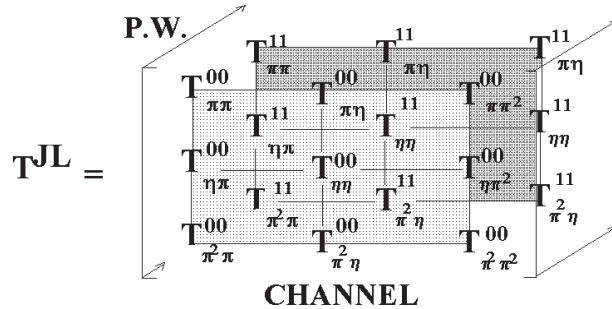 P.W.
T^11_ππ T^11_πη T^11_πη
T^00_ππ T^00_πη T^00_ππ²
T^11_ηπ T^11_ηη T^11_ηη
T^JL = T^00_ηπ T^00_ηη T^00_ηπ²
T^11_π²π T^11_π²η T^11_π²η
T^00_π²π T^00_π²η T^00_π²π²
CHANNEL